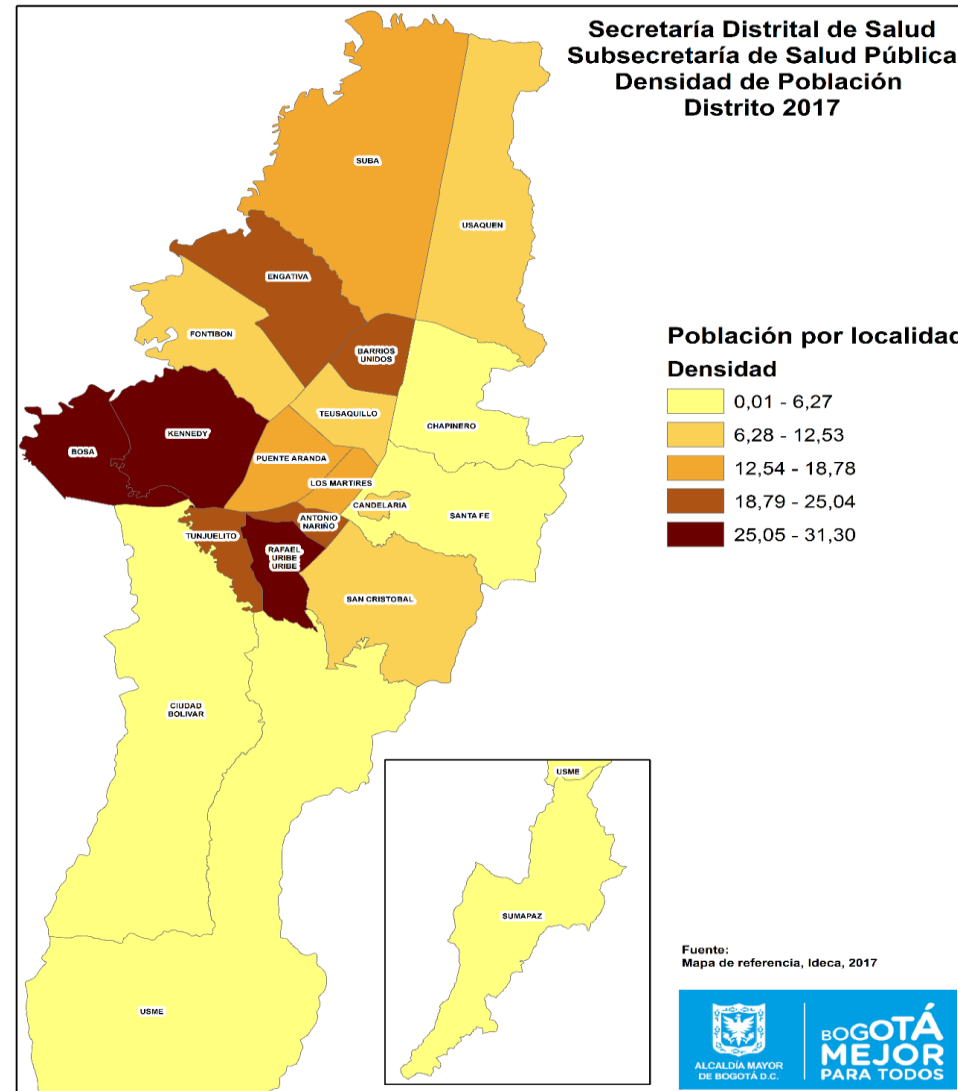 Secretaría Distrital de Salud
Subsecretaría de Salud Pública
Densidad de Población
Distrito 2017
SUBA
USAQUEN
ENGATIVA
FONTIBON
BARRIOS
UNIDOS
TEUSAQUILLO
CHAPINERO
KENNEDY
BOSA
PUENTE ARANDA
LOS MARTIRES
CANDELARIA
SANTA FE
ANTONIO
NARIÑO
TUNJUELITO
RAFAEL
URIBE
URIBE
SAN CRISTOBAL
CIUDAD
BOLIVAR
USME
USME
SUMAPAZ
Población por localidad
Densidad
0,01 - 6,27
6,28 - 12,53
12,54 - 18,78
18,79 - 25,04
25,05 - 31,30
Fuente:
Mapa de referencia, Ideca, 2017
ALCALDÍA MAYOR
DE BOGOTÁ D.C.
BOGOTÁ
MEJOR
PARA TODOS